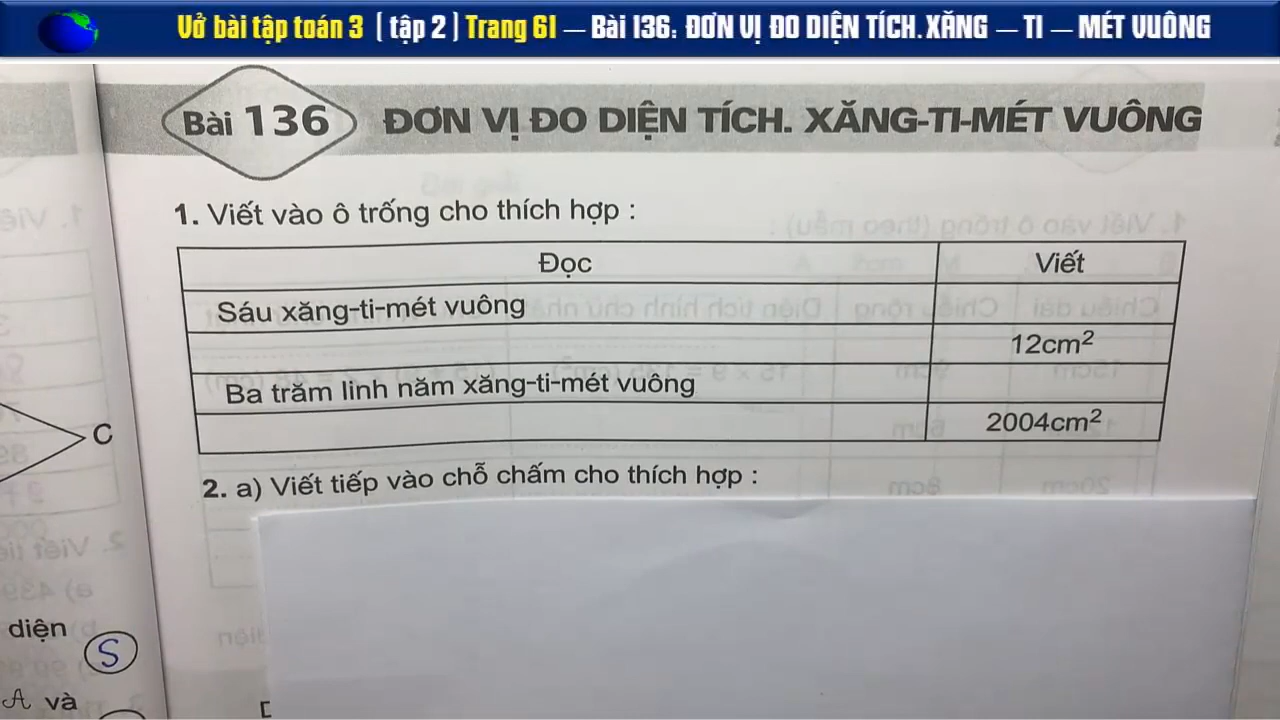 Vở bài tập toán 3 ( tập 2 ) Trang 61 – Bài 136: ĐƠN VỊ ĐO DIỆN TÍCH. XĂNG – TI – MÉT VUÔNG
Bài 136 ĐƠN VỊ ĐO DIỆN TÍCH. XĂNG-TI-MÉT VUÔNG
1. Viết vào ô trống cho thích hợp :
Đọc Viết
Sáu xăng-ti-mét vuông
12cm²
Ba trăm linh năm xăng-ti-mét vuông
2004cm²
2. a) Viết tiếp vào chỗ chấm cho thích hợp :
C
diện
S
A và